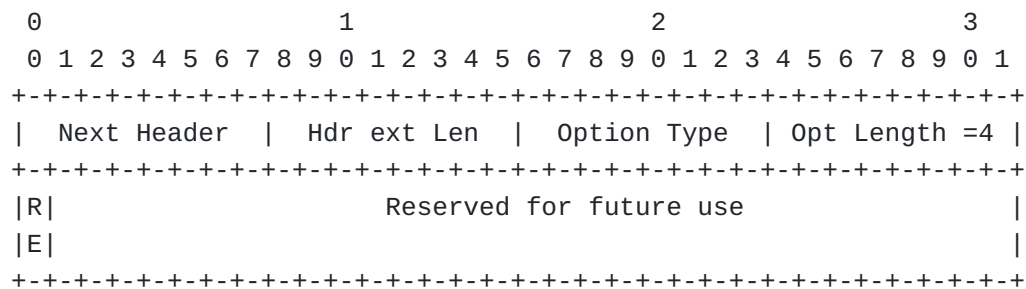 0                   1                   2                   3
 0 1 2 3 4 5 6 7 8 9 0 1 2 3 4 5 6 7 8 9 0 1 2 3 4 5 6 7 8 9 0 1
+-+-+-+-+-+-+-+-+-+-+-+-+-+-+-+-+-+-+-+-+-+-+-+-+-+-+-+-+-+-+-+-+
|  Next Header  |  Hdr ext Len  |  Option Type  | Opt Length =4 |
+-+-+-+-+-+-+-+-+-+-+-+-+-+-+-+-+-+-+-+-+-+-+-+-+-+-+-+-+-+-+-+-+
|R|                     Reserved for future use                 |
|E|                                                             |
+-+-+-+-+-+-+-+-+-+-+-+-+-+-+-+-+-+-+-+-+-+-+-+-+-+-+-+-+-+-+-+-+